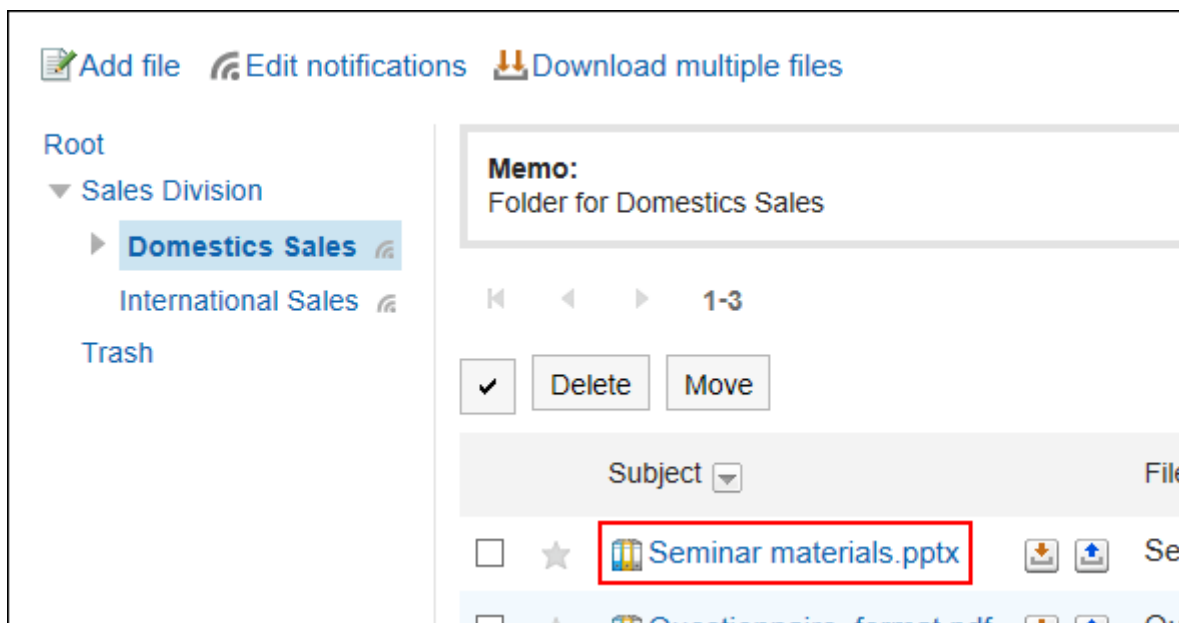 Add file Edit notifications Download multiple files
Root
Sales Division
Domestics Sales
International Sales
Trash
Memo:
Folder for Domestics Sales
1-3
Delete Move
Subject
Seminar materials.pptx